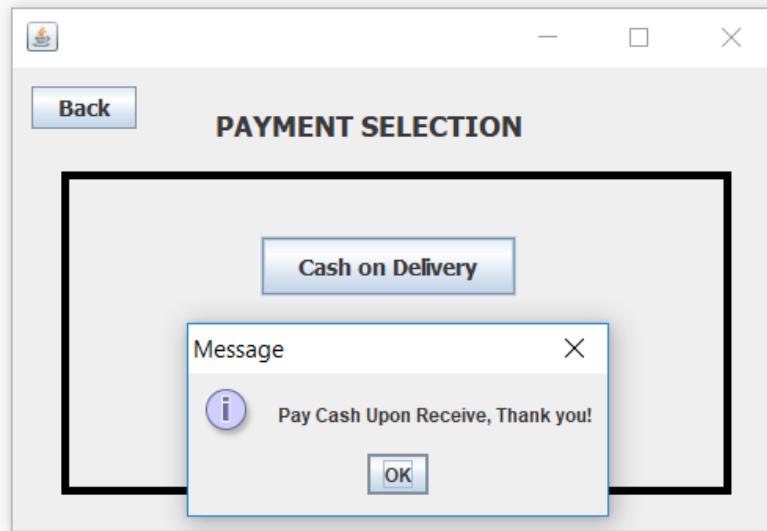 Back
PAYMENT SELECTION
Cash on Delivery
Message
i
Pay Cash Upon Receive, Thank you!
OK